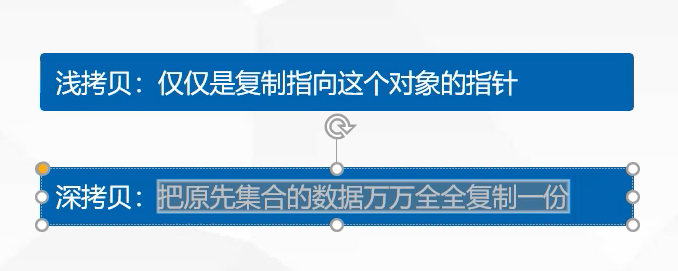 浅拷贝：仅仅是复制指向这个对象的指针
深拷贝：把原先集合的数据万万全全复制一份